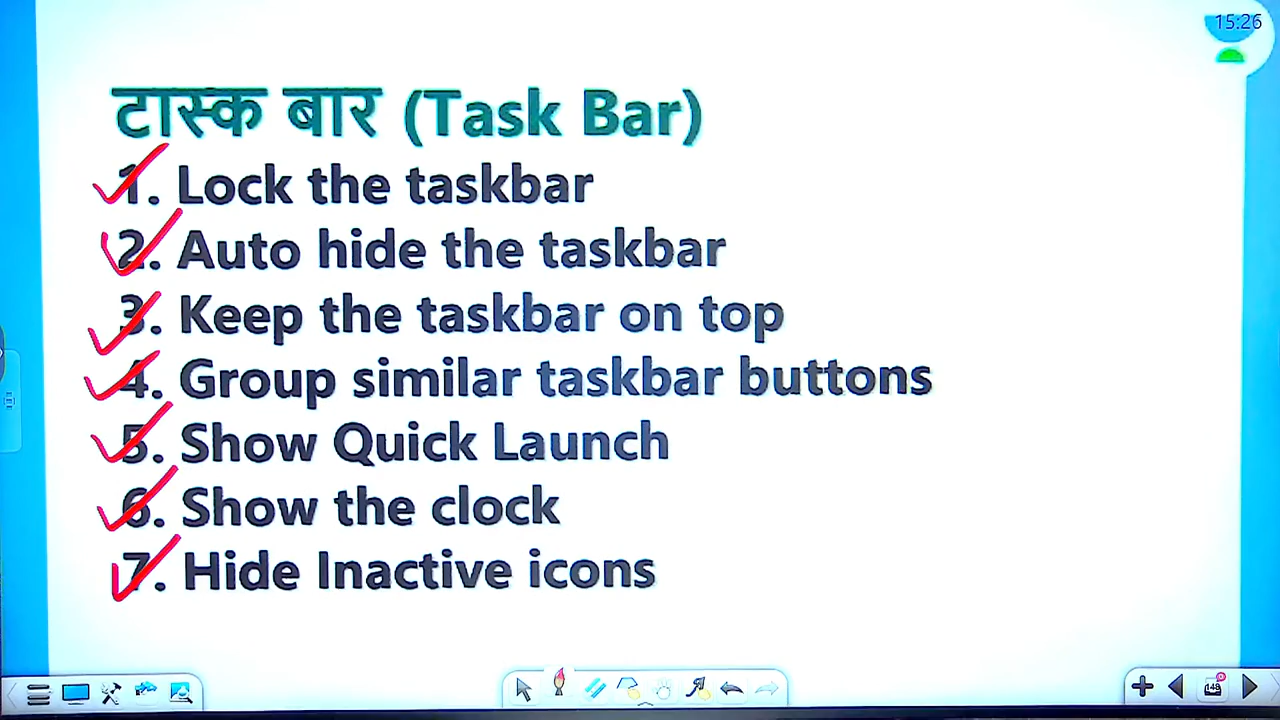 15:26
टास्क बार (Task Bar)
1. Lock the taskbar
2. Auto hide the taskbar
3. Keep the taskbar on top
4. Group similar taskbar buttons
5. Show Quick Launch
6. Show the clock
7. Hide Inactive icons
148